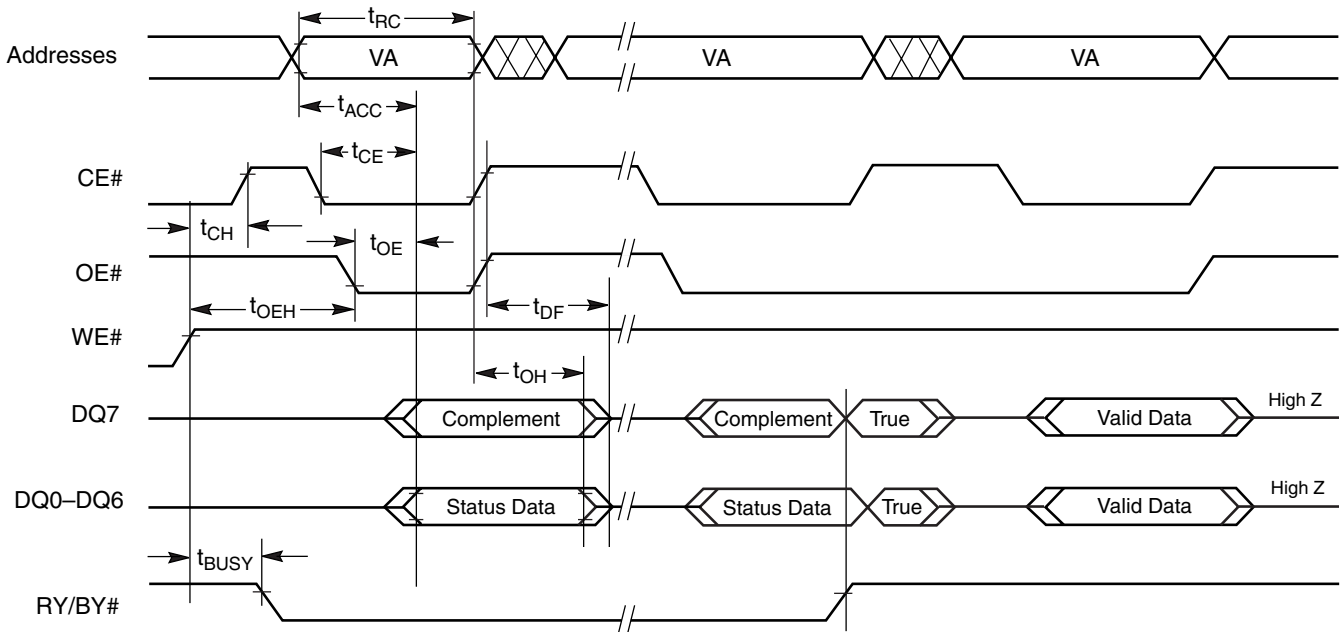 tRC
Addresses VA VA VA
tACC
tCE
CE#
tCH
tOE
OE#
tOEH
tDF
WE#
tOH
DQ7 Complement Complement True Valid Data High Z
DQ0–DQ6 Status Data Status Data True Valid Data High Z
tBUSY
RY/BY#